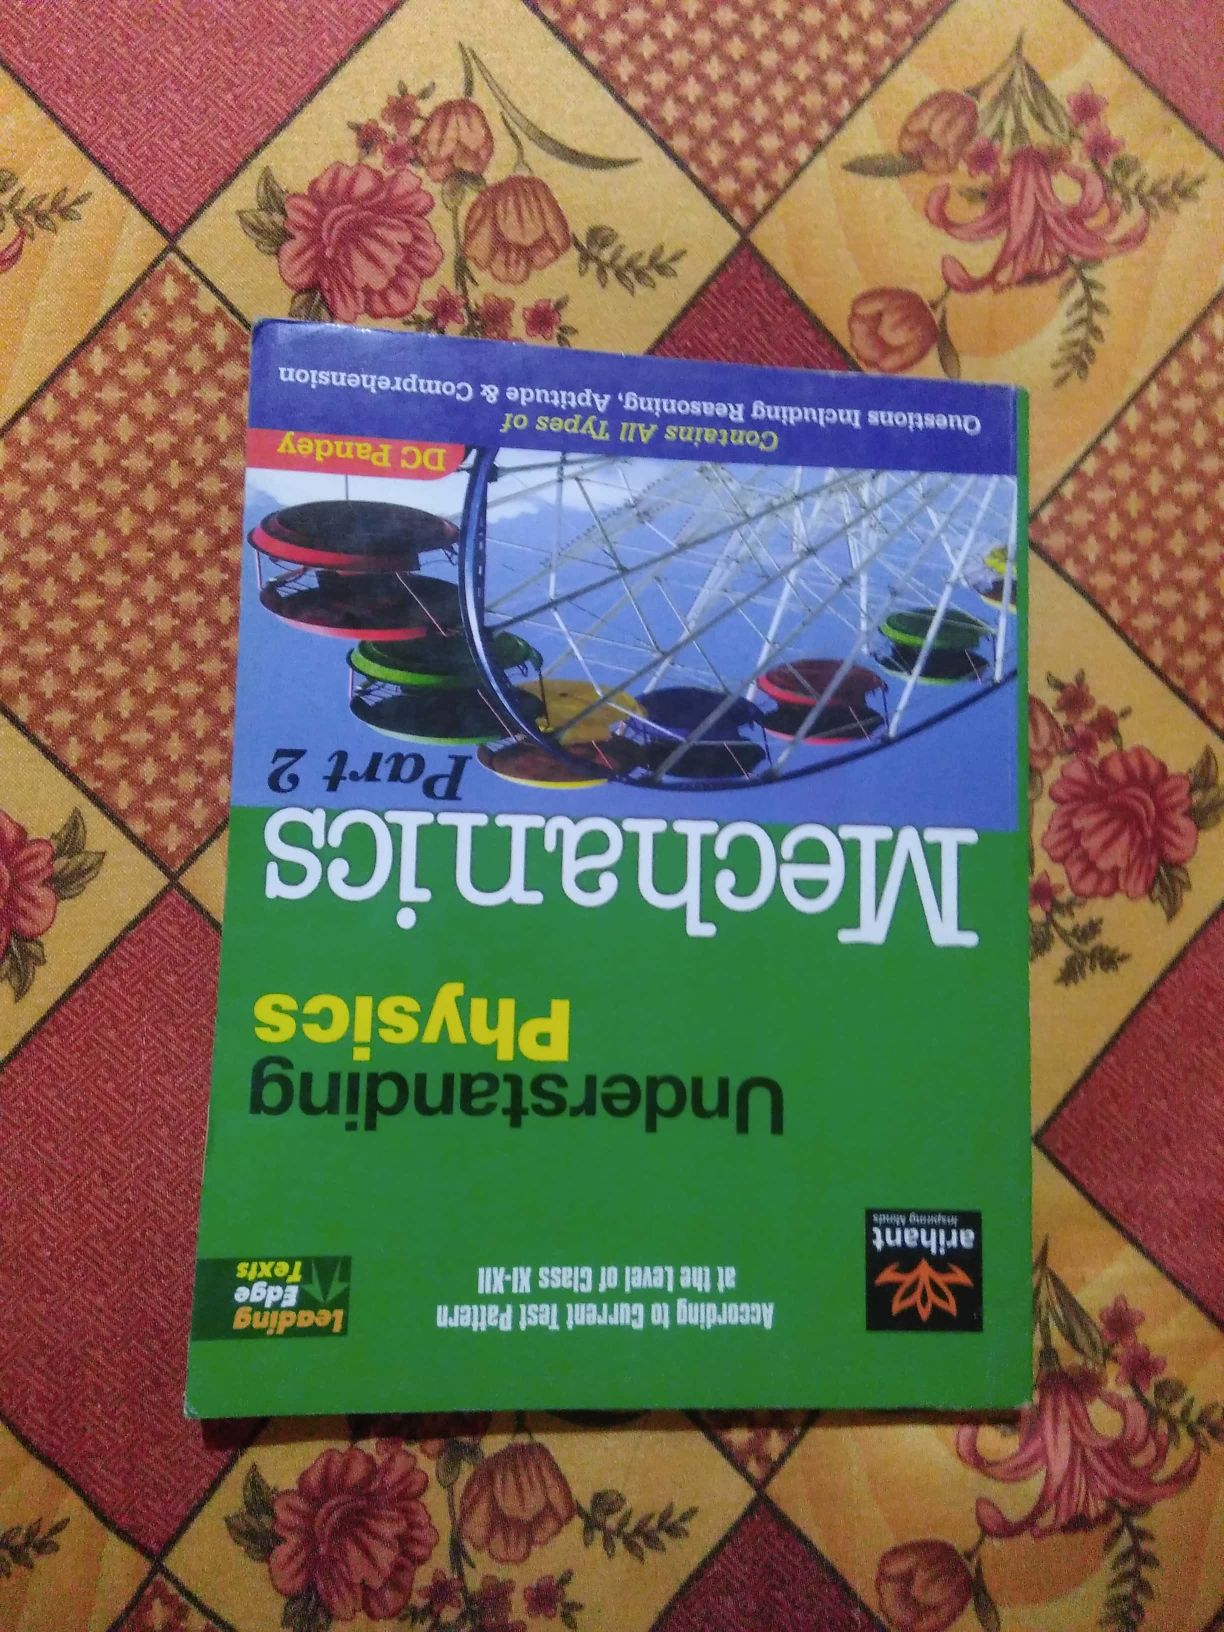 arihant
Inspiring Minds
According to Current Test Pattern
at the Level of Class XI-XII
Leading
Edge
Texts
Understanding
Physics
Mechanics
Part 2
DC Pandey
Contains All Types of
Questions Including Reasoning, Aptitude & Comprehension